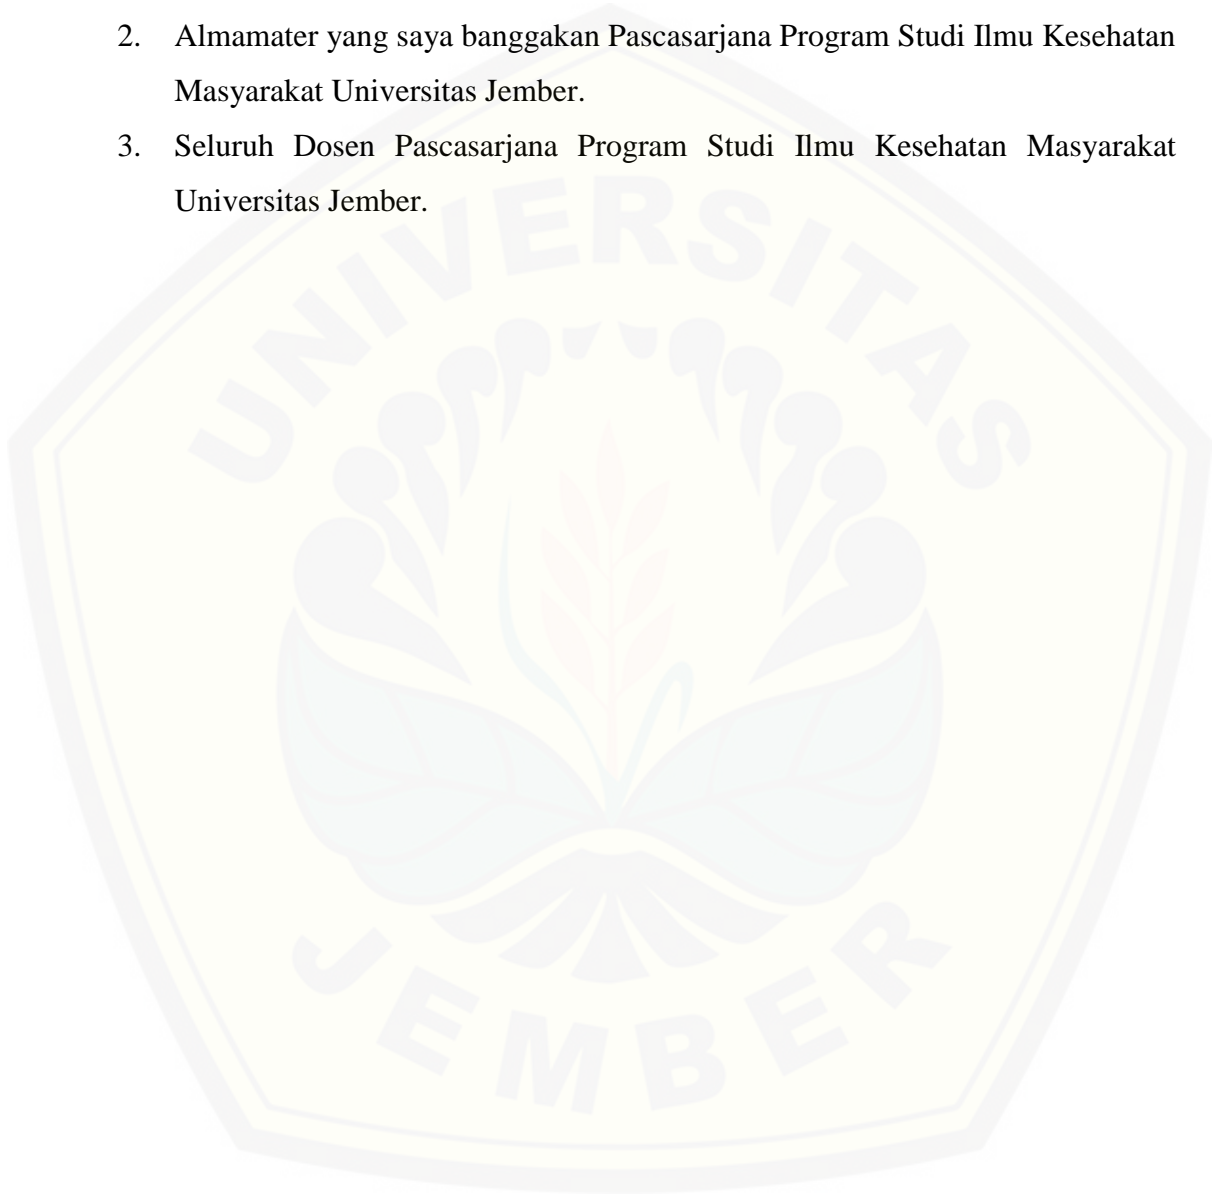 2. Almamater yang saya banggakan Pascasarjana Program Studi Ilmu Kesehatan
Masyarakat Universitas Jember.
3. Seluruh Dosen Pascasarjana Program Studi Ilmu Kesehatan Masyarakat
Universitas Jember.
UNIVERSITAS
JEMBER